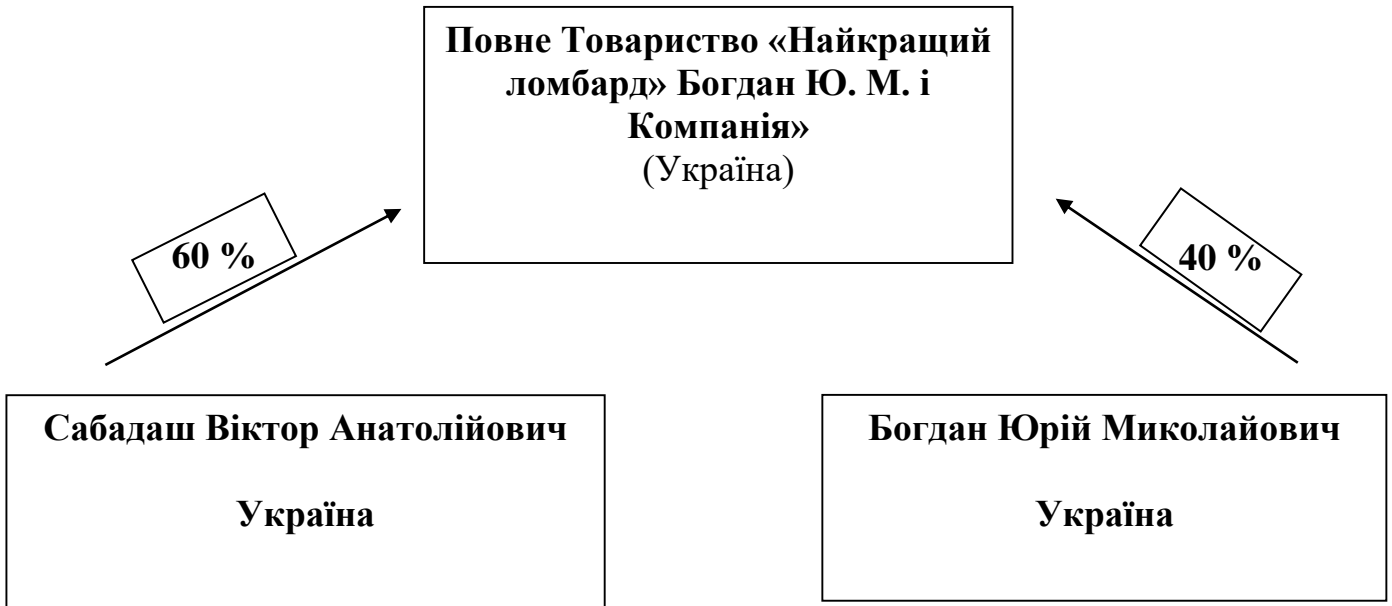 Повне Товариство «Найкращий
ломбард» Богдан Ю. М. і
Компанія»
(Україна)
60 %
40 %
Сабадаш Віктор Анатолійович
Україна
Богдан Юрій Миколайович
Україна